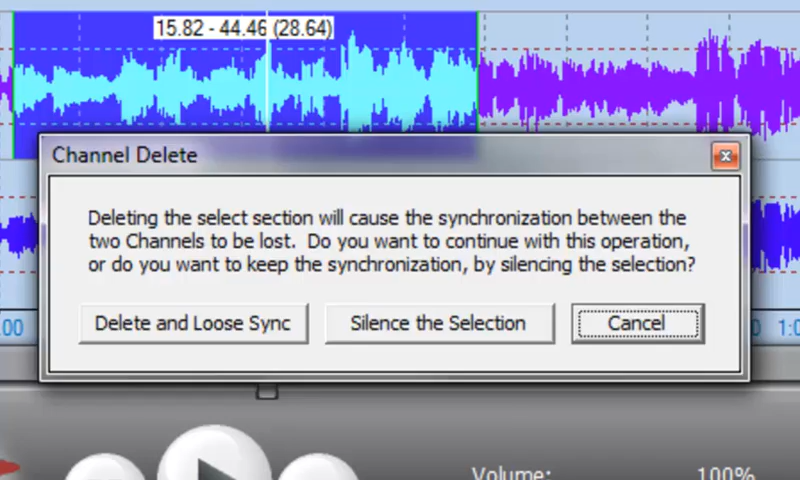 15.82 - 44.46 (28.64)
Channel Delete
Deleting the select section will cause the synchronization between the
two Channels to be lost. Do you want to continue with this operation,
or do you want to keep the synchronization, by silencing the selection?
Delete and Loose Sync
Silence the Selection
Cancel
Volume:
100%